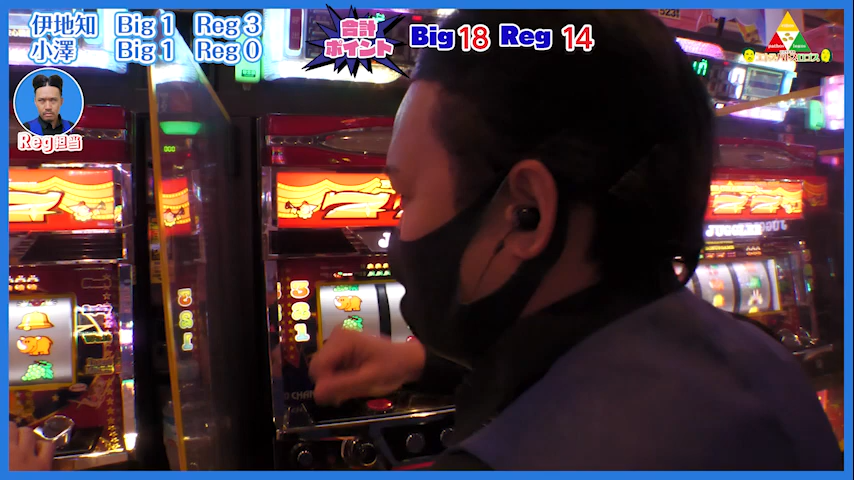 伊地知 Big 1 Reg 3
小澤 Big 1 Reg 0
合計
ポイント
Big 18 Reg 14
Reg担当
JUGGLER